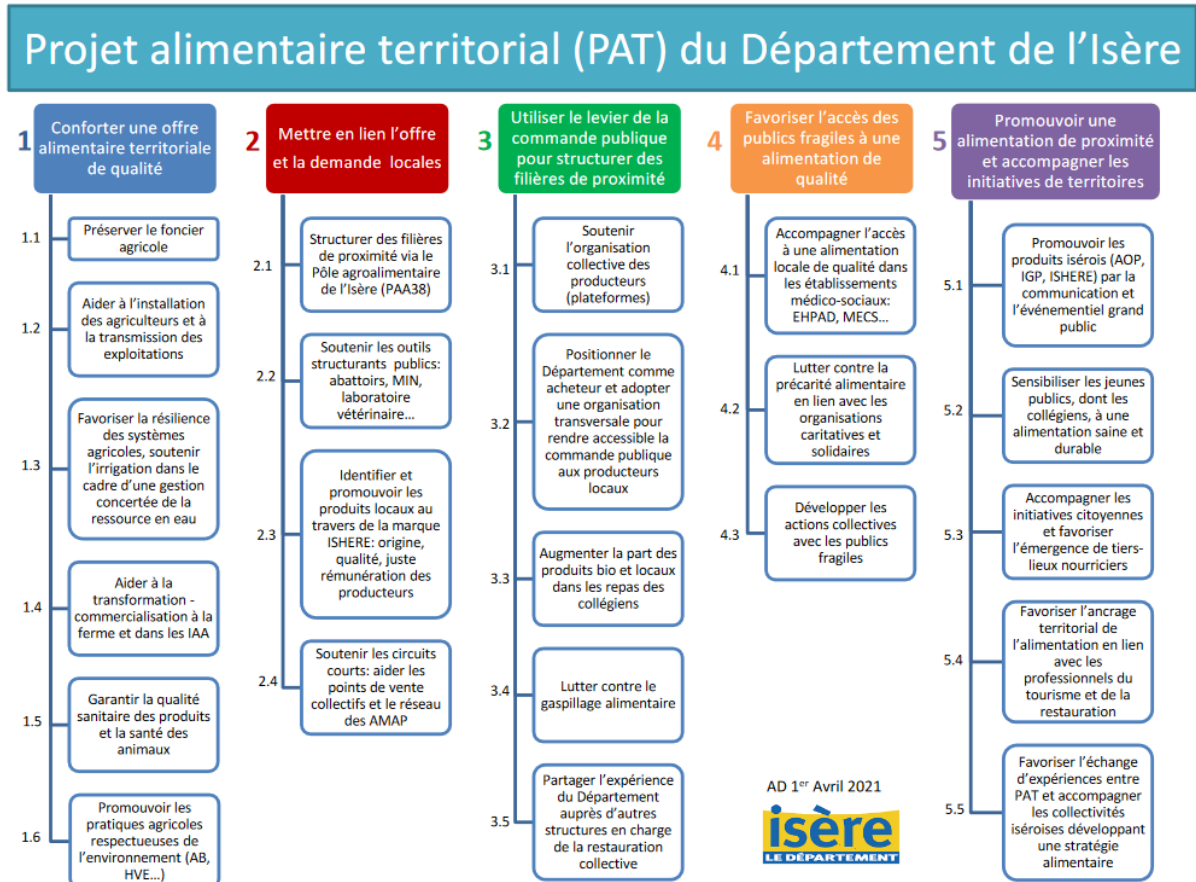 Projet alimentaire territorial (PAT) du Département de l'Isère
1
Conforter une offre
alimentaire territoriale
de qualité
1.1
Préserver le foncier
agricole
1.2
Aider à l'installation
des agriculteurs et à
la transmission des
exploitations
1.3
Favoriser la résilience
des systèmes
agricoles, soutenir
l'irrigation dans le
cadre d'une gestion
concertée de la
ressource en eau
1.4
Aider à la
transformation -
commercialisation à la
ferme et dans les IAA
1.5
Garantir la qualité
sanitaire des produits
et la santé des
animaux
1.6
Promouvoir les
pratiques agricoles
respectueuses de
l'environnement (AB,
HVE...)
2
Mettre en lien l'offre
et la demande locales
2.1
Structurer des filières
de proximité via le
Pôle agroalimentaire
de l'Isère (PAA38)
2.2
Soutenir les outils
structurants publics:
abattoirs, MIN,
laboratoire
vétérinaire...
2.3
Identifier et
promouvoir les
produits locaux au
travers de la marque
ISHERE: origine,
qualité, juste
rémunération des
producteurs
2.4
Soutenir les circuits
courts: aider les
points de vente
collectifs et le réseau
des AMAP
3
Utiliser le levier de la
commande publique
pour structurer des
filières de proximité
3.1
Soutenir
l'organisation
collective des
producteurs
(plateformes)
3.2
Positionner le
Département comme
acheteur et adopter
une organisation
transversale pour
rendre accessible la
commande publique
aux producteurs
locaux
3.3
Augmenter la part des
produits bio et locaux
dans les repas des
collégiens
3.4
Lutter contre le
gaspillage alimentaire
3.5
Partager l'expérience
du Département
auprès d'autres
structures en charge
de la restauration
collective
4
Favoriser l'accès des
publics fragiles à une
alimentation de
qualité
4.1
Accompagner l'accès
à une alimentation
locale de qualité dans
les établissements
médico-sociaux:
EHPAD, MECS...
4.2
Lutter contre la
précarité alimentaire
en lien avec les
organisations
caritatives et
solidaires
4.3
Développer les
actions collectives
avec les publics
fragiles
5
Promouvoir une
alimentation de proximité
et accompagner les
initiatives de territoires
5.1
Promouvoir les
produits isérois (AOP,
IGP, ISHERE) par la
communication et
l'événementiel grand
public
5.2
Sensibiliser les jeunes
publics, dont les
collégiens, à une
alimentation saine et
durable
5.3
Accompagner les
initiatives citoyennes
et favoriser
l'émergence de tiers-
lieux nourriciers
5.4
Favoriser l'ancrage
territorial de
l'alimentation en lien
avec les
professionnels du
tourisme et de la
restauration
5.5
Favoriser l'échange
d'expériences entre
PAT et accompagner
les collectivités
iséroises développant
une stratégie
alimentaire
AD 1er Avril 2021
isère
LE DÉPARTEMENT